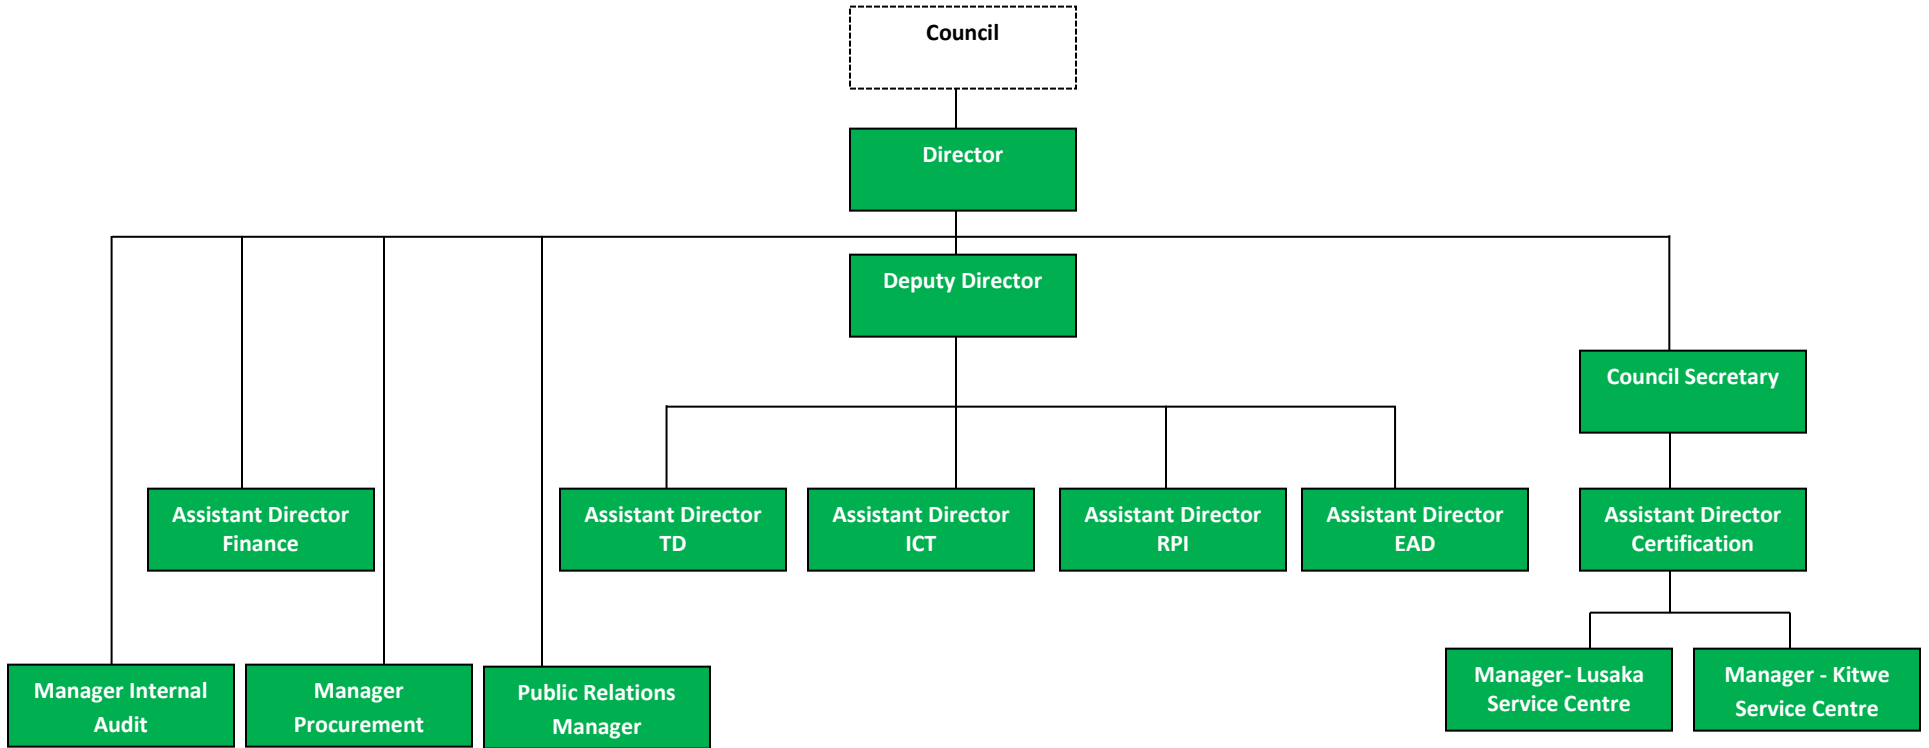 Council
Director
Deputy Director
Council Secretary
Assistant Director
Finance
Assistant Director
TD
Assistant Director
ICT
Assistant Director
RPI
Assistant Director
EAD
Assistant Director
Certification
Manager Internal
Audit
Manager
Procurement
Public Relations
Manager
Manager- Lusaka
Service Centre
Manager - Kitwe
Service Centre